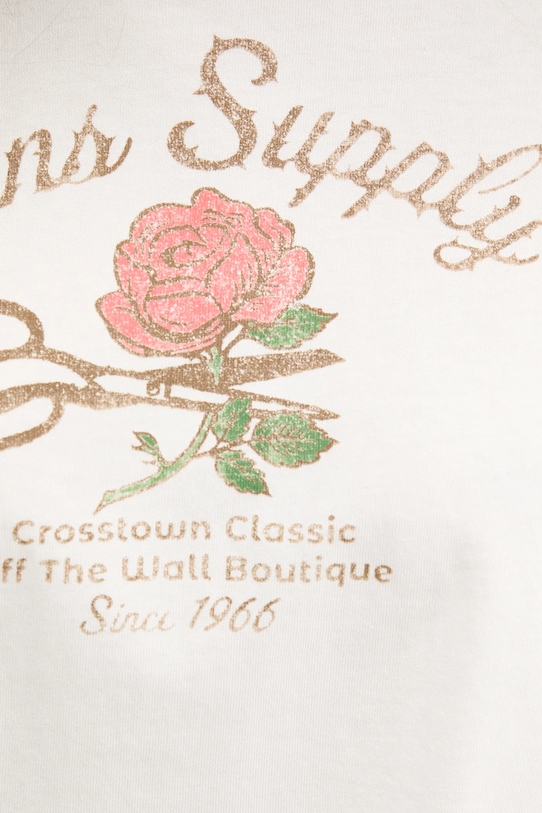 ns Supply
Crosstown Classic
ff The Wall Boutique
Since 1966